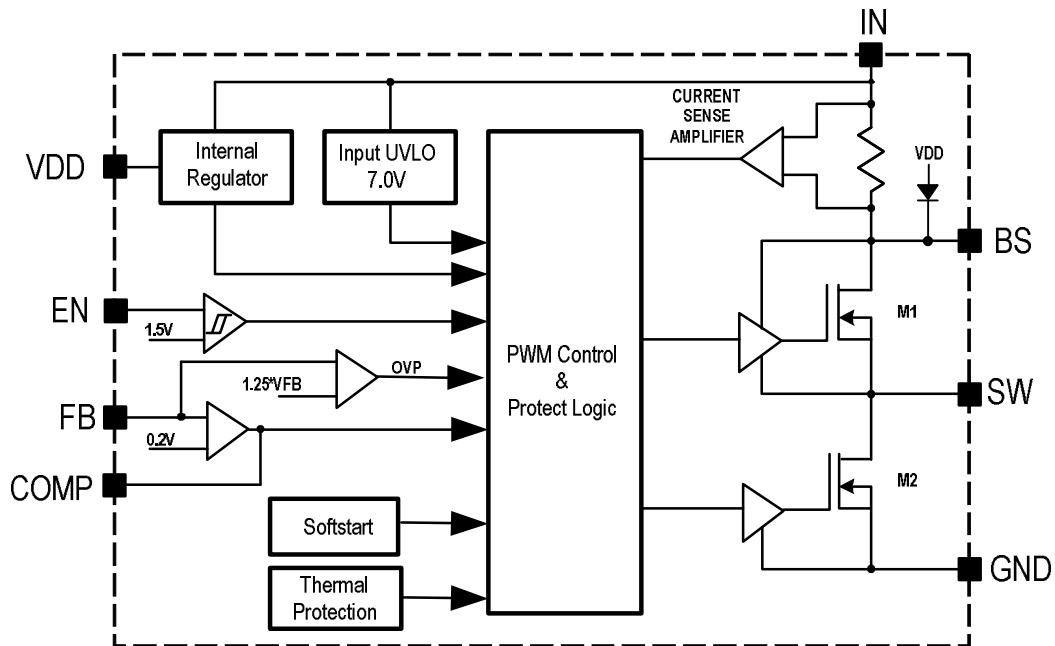 IN
CURRENT
SENSE
AMPLIFIER
VDD
Internal
Regulator
Input UVLO
7.0V
VDD
BS
EN
1.5V
M1
PWM Control
&
Protect Logic
OVP
1.25*VFB
SW
FB
0.2V
COMP
M2
Softstart
GND
Thermal
Protection